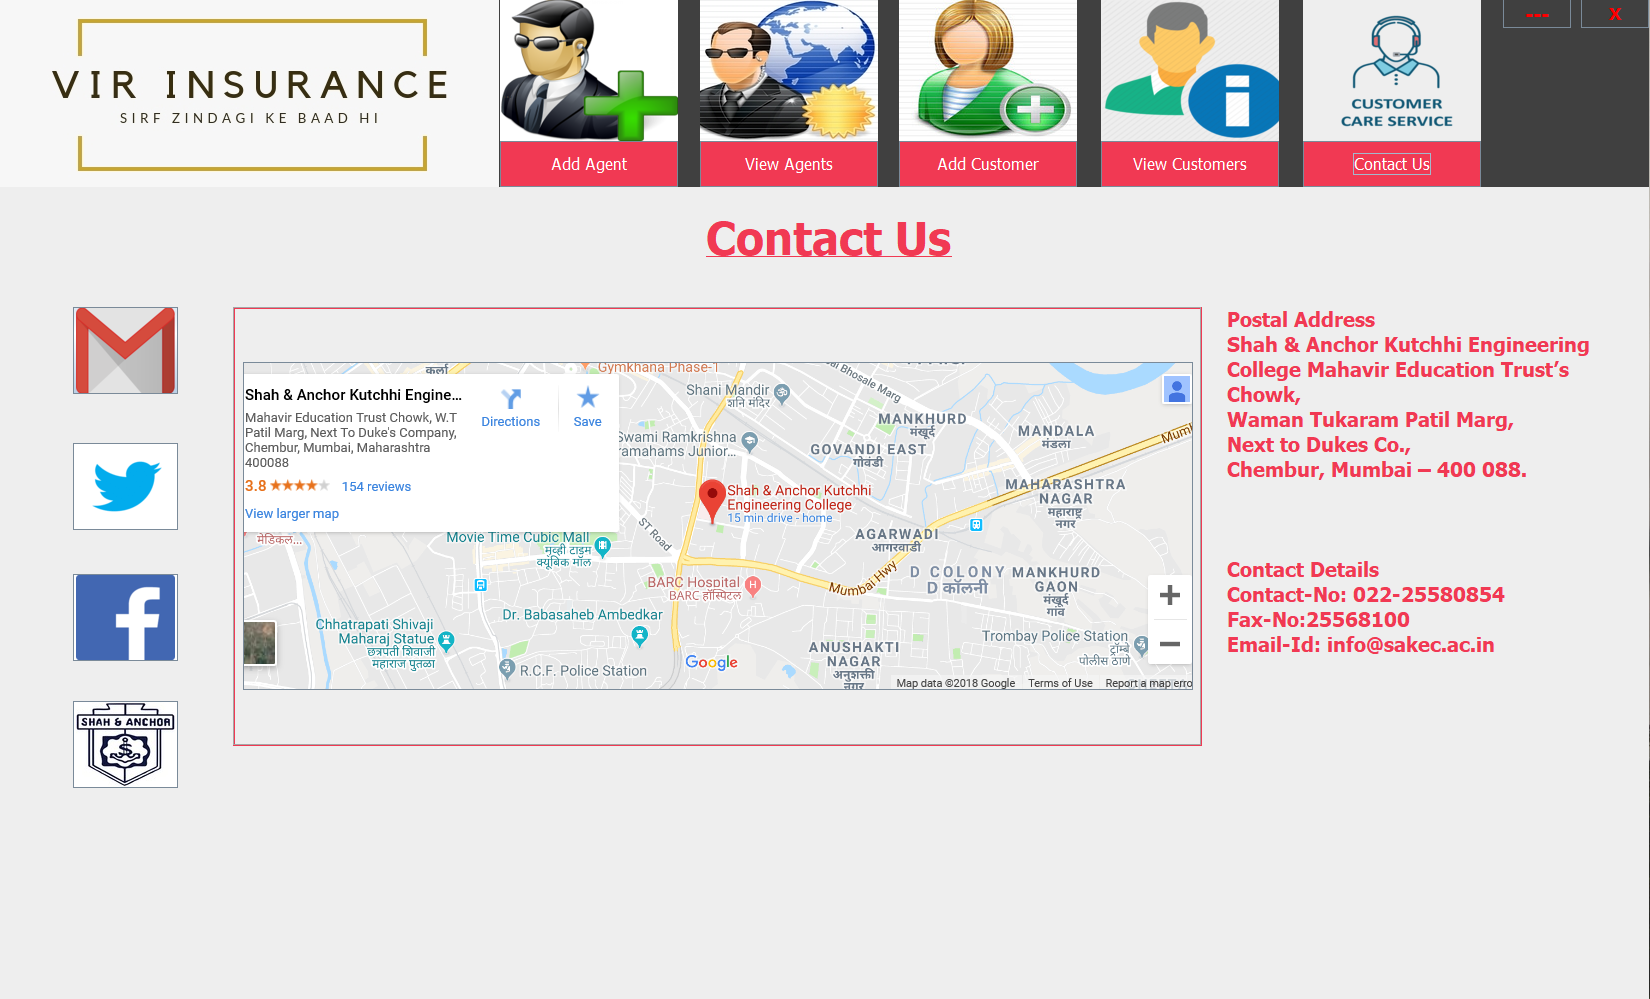 VIR INSURANCE
SIRF ZINDAGI KE BAAD HI
CUSTOMER
CARE SERVICE
--- X
Add Agent
View Agents
Add Customer
View Customers
Contact Us
Contact Us
SHAH & ANCHOR
Shah & Anchor Kutchhi Engine...
Mahavir Education Trust Chowk, W.T
Patil Marg, Next To Duke's Company,
Chembur, Mumbai, Maharashtra
400088
3.8 154 reviews
View larger map
Directions
Save
कुर्ला
Gymkhana Phase-1
Shani Mandir
शनि मंदिर
Bhosale Marg
MANKHURD
मंखुर्द
MANDALA
मंडला
Swami Ramkrishna
ramahams Junior...
GOVANDI EAST
गोवंडी
MAHARASHTRA
NAGAR
महाराष्ट्र
नगर
Shah & Anchor Kutchhi
Engineering College
15 min drive - home
ST Road
मेडिकल...
Movie Time Cubic Mall
मूव्ही टाइम
क्यूबिक मॉल
AGARWADI
आगरवाडी
BARC Hospital
BARC हॉस्पिटल
Mumbai Hwy
D COLONY
D कॉलनी
MANKHURD
GAON
मंखुर्द
गाव
Dr. Babasaheb Ambedkar
Chhatrapati Shivaji
Maharaj Statue
छत्रपती शिवाजी
महाराज पुतळा
R.C.F. Police Station
Google
ANUSHAKTI
NAGAR
अनुशक्ती
नगर
Trombay Police Station
ट्रॉम्बे
पोलीस ठाणे
Map data ©2018 Google Terms of Use Report a map erro
Postal Address
Shah & Anchor Kutchhi Engineering
College Mahavir Education Trust’s
Chowk,
Waman Tukaram Patil Marg,
Next to Dukes Co.,
Chembur, Mumbai – 400 088.
Contact Details
Contact-No: 022-25580854
Fax-No:25568100
Email-Id: info@sakec.ac.in